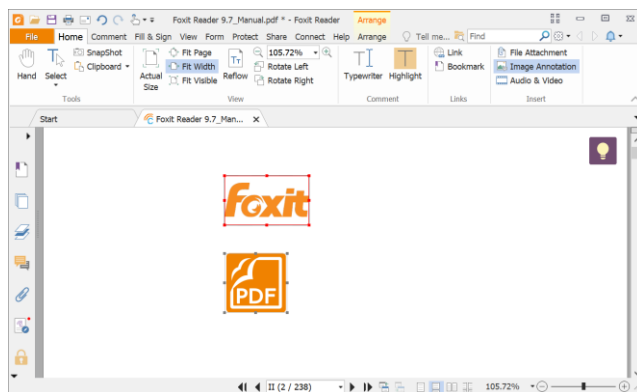 Foxit Reader 9.7_Manual.pdf * - Foxit Reader Arrange
File Home Comment Fill & Sign View Form Protect Share Connect Help Arrange Tell me... Find
Hand
Select
SnapShot
Clipboard
Tools
Actual Size
Fit Page
Fit Width
Fit Visible
Reflow
105.72%
Rotate Left
Rotate Right
View
Typewriter
Highlight
Comment
Link
Bookmark
Links
File Attachment
Image Annotation
Audio & Video
Insert
Start
Foxit Reader 9.7_Man...
foxit
PDF
II (2 / 238)
105.72%